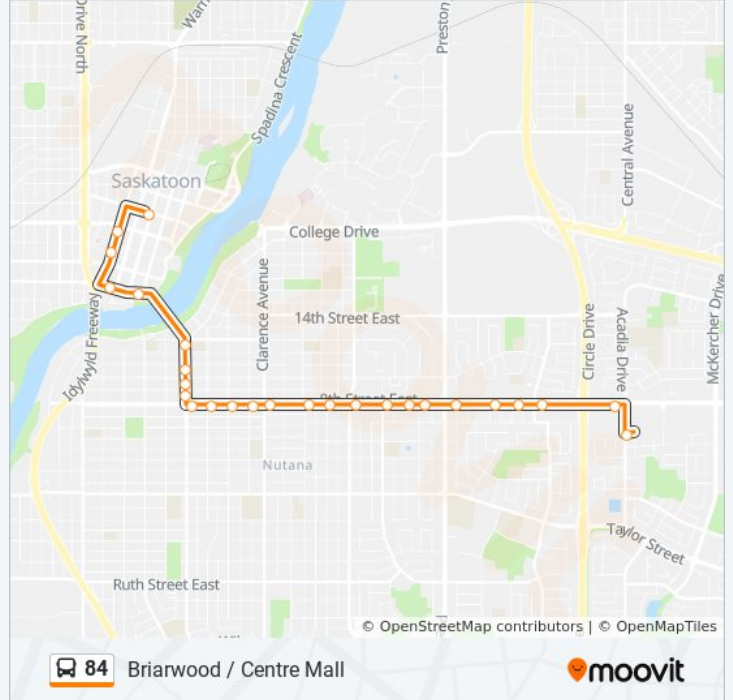 Drive North
Preston
Spadina Crescent
Central Avenue
Saskatoon
College Drive
Clarence Avenue
14th Street East
Idylwyld Freeway
Circle Drive
Acadia Drive
McKercher Drive
8th Street East
Nutana
Taylor Street
Ruth Street East
© OpenStreetMap contributors | © OpenMapTiles
84 Briarwood / Centre Mall
moovit